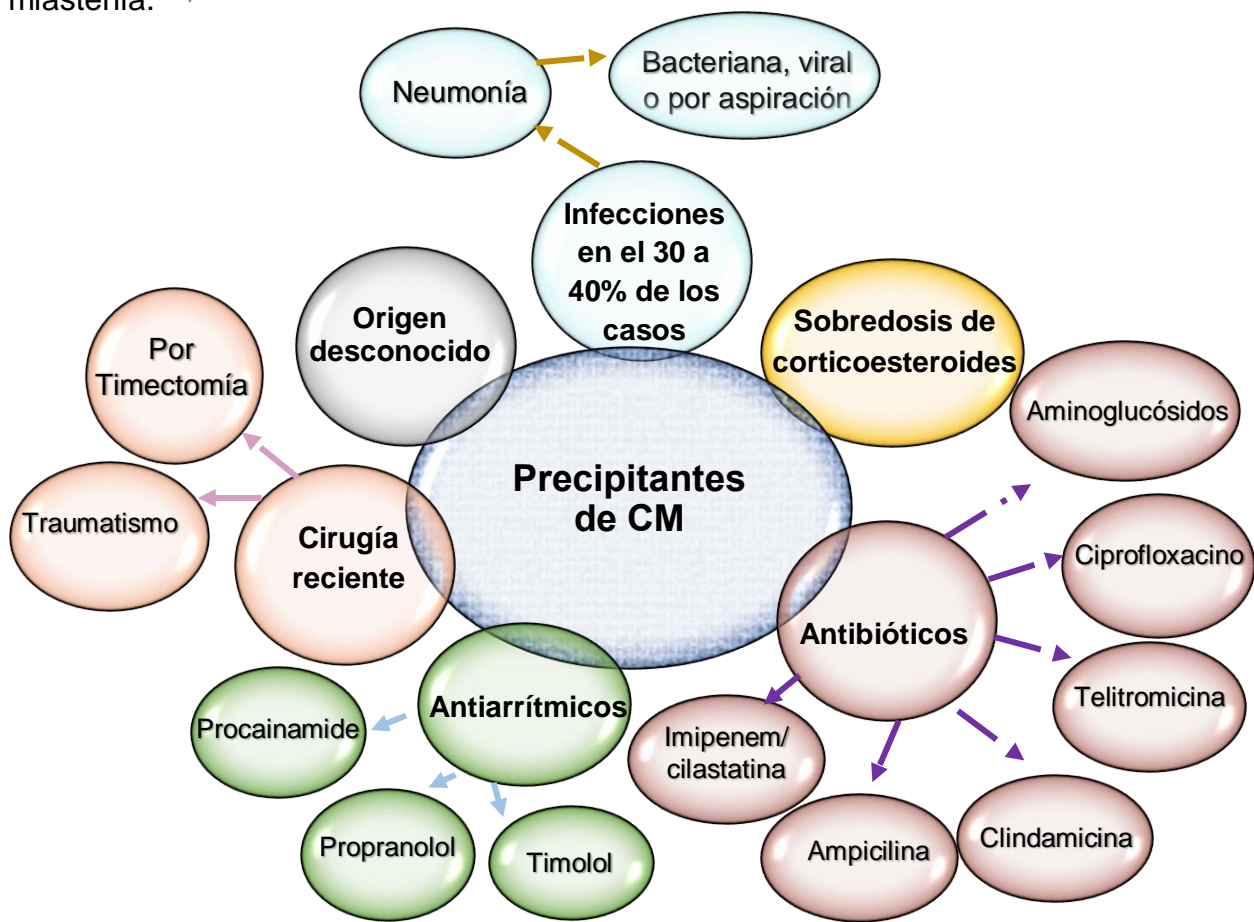 miastenia.
Neumonía
Bacteriana, viral
o por aspiración
Infecciones
en el 30 a
40% de los
casos
Origen
desconocido
Sobredosis de
corticoesteroides
Por
Timectomía
Traumatismo
Cirugía
reciente
Precipitantes
de CM
Aminoglucósidos
Ciprofloxacino
Antibióticos
Telitromicina
Clindamicina
Ampicilina
Imipenem/
cilastatina
Antiarrítmicos
Procainamide
Propranolol
Timolol